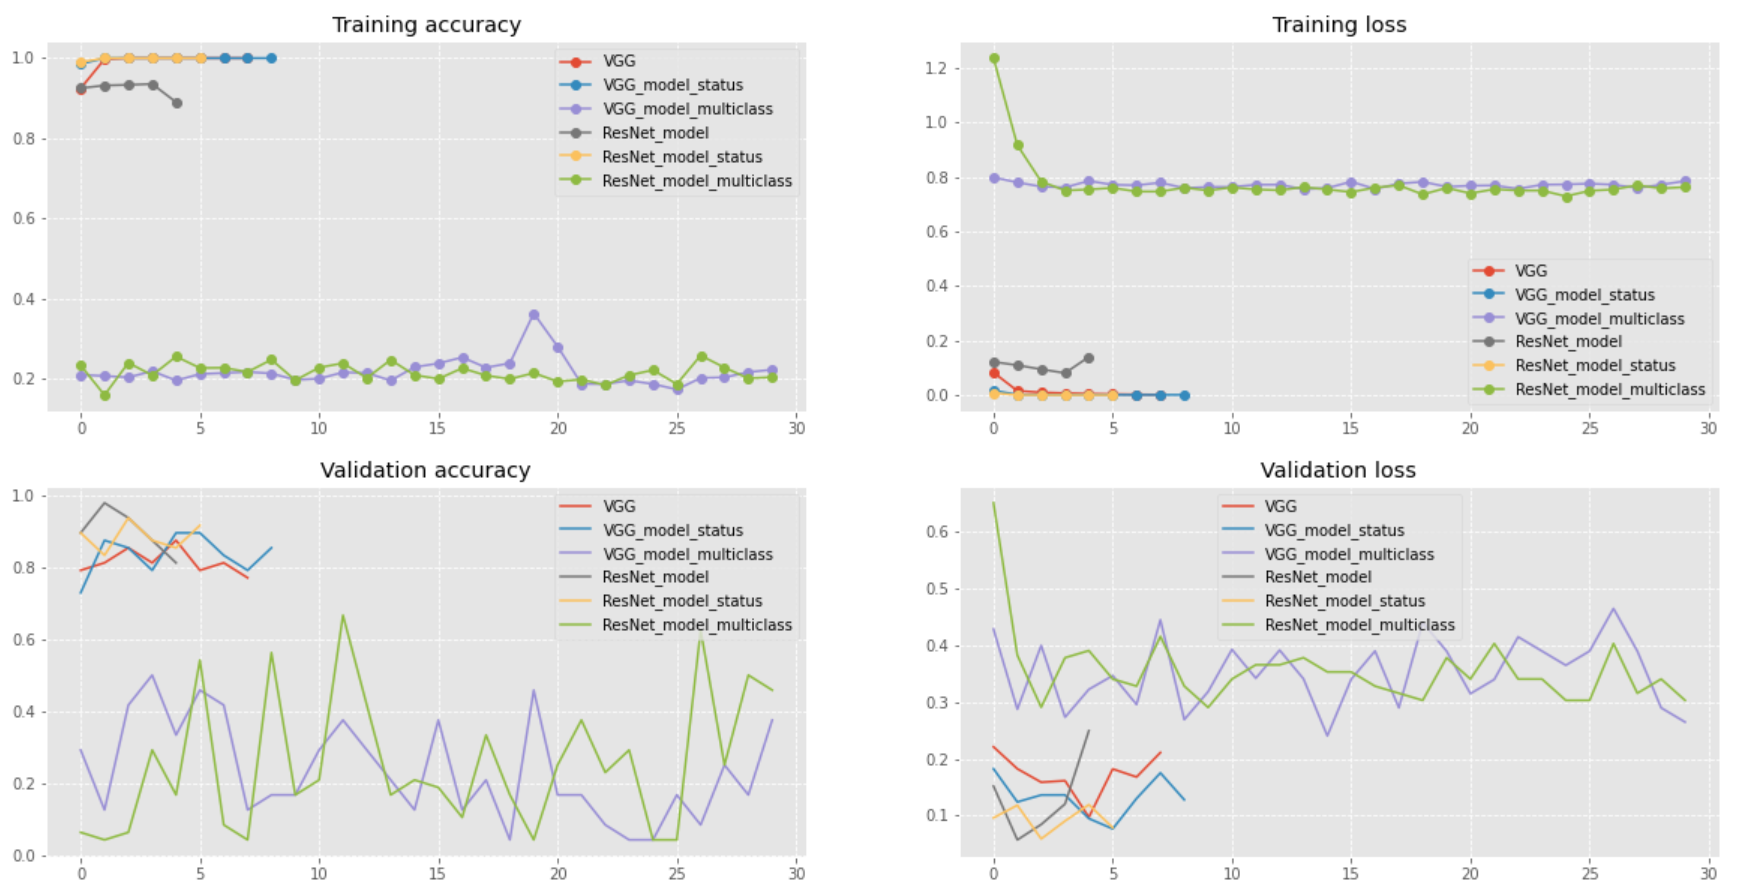 Training accuracy
1.0
0.8
0.6
0.4
0.2
0
5
10
15
20
25
30
VGG
VGG_model_status
VGG_model_multiclass
ResNet_model
ResNet_model_status
ResNet_model_multiclass
Training loss
1.2
1.0
0.8
0.6
0.4
0.2
0.0
0
5
10
15
20
25
30
VGG
VGG_model_status
VGG_model_multiclass
ResNet_model
ResNet_model_status
ResNet_model_multiclass
Validation accuracy
1.0
0.8
0.6
0.4
0.2
0.0
0
5
10
15
20
25
30
VGG
VGG_model_status
VGG_model_multiclass
ResNet_model
ResNet_model_status
ResNet_model_multiclass
Validation loss
0.6
0.5
0.4
0.3
0.2
0.1
0
5
10
15
20
25
30
VGG
VGG_model_status
VGG_model_multiclass
ResNet_model
ResNet_model_status
ResNet_model_multiclass